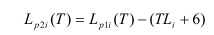 L_{p2i}(T) = L_{p1i}(T) − (TL_i + 6)